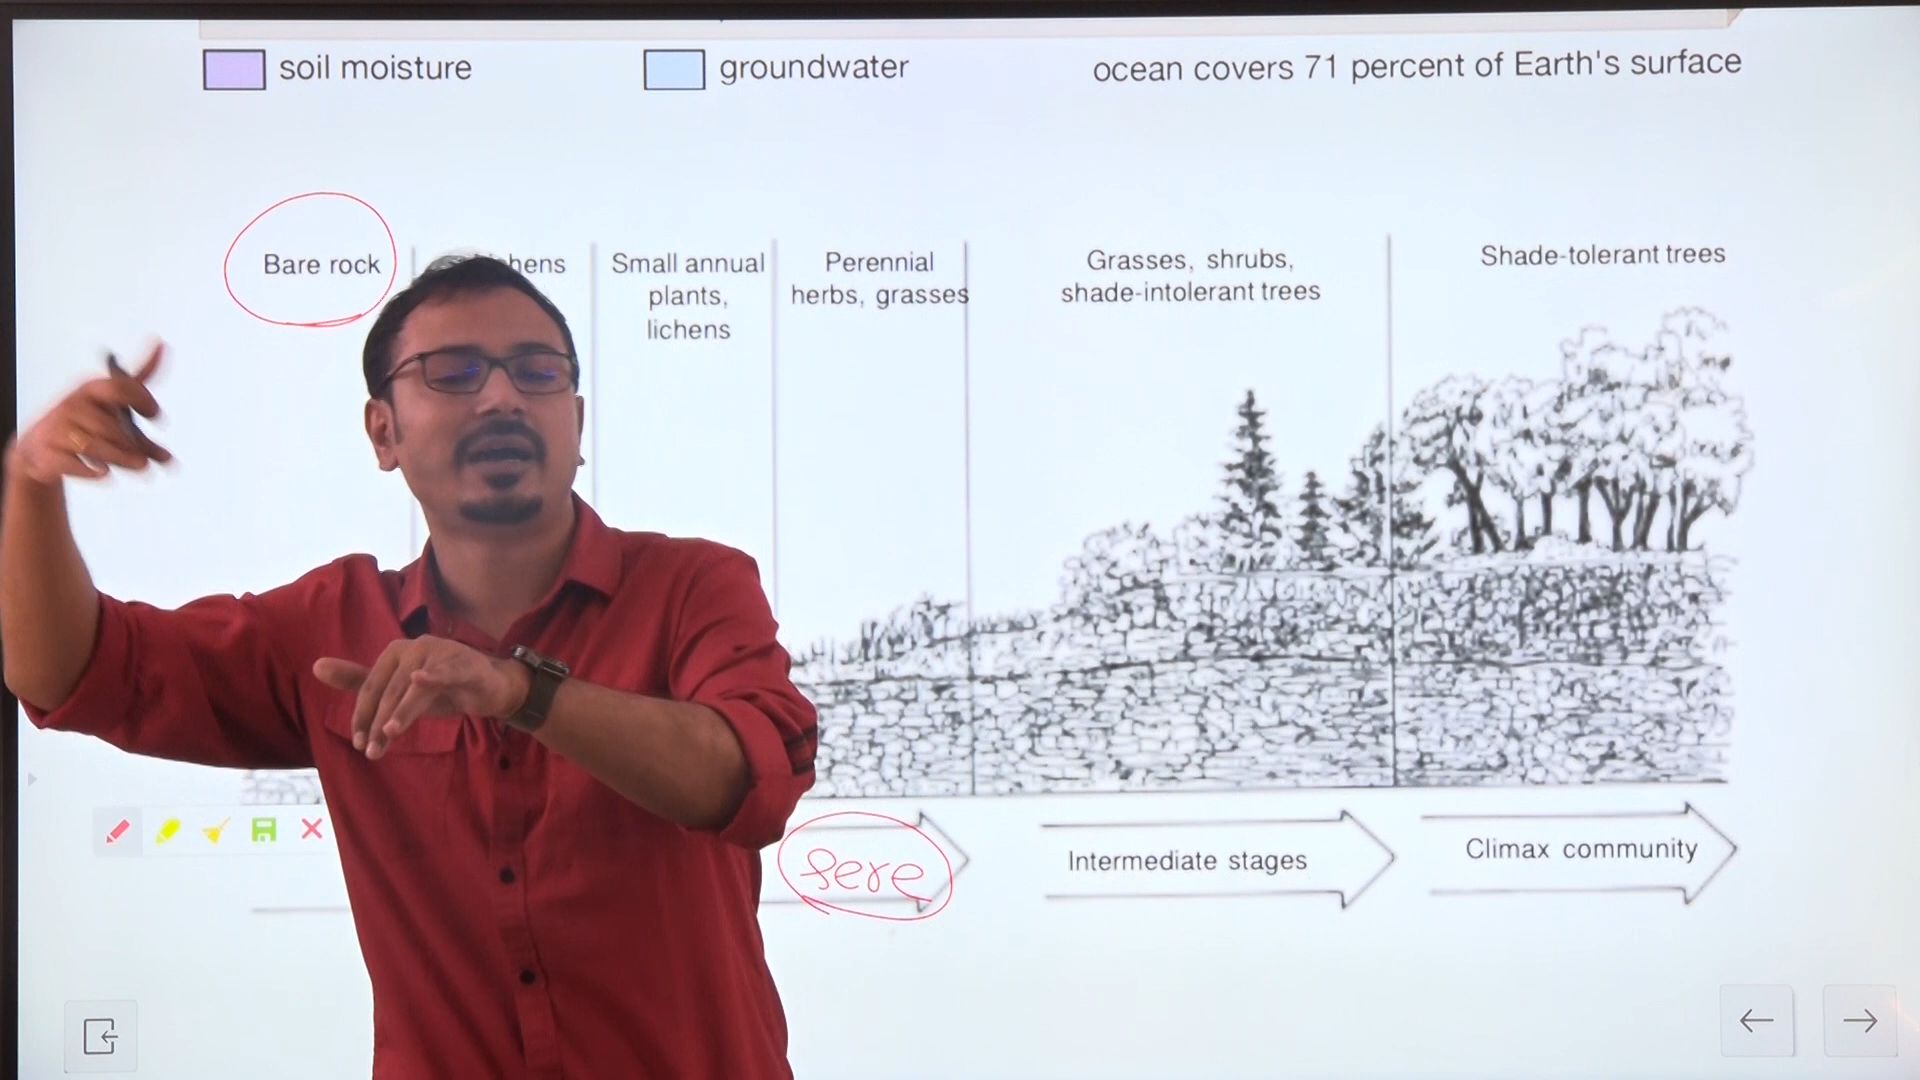 soil moisture
groundwater
ocean covers 71 percent of Earth's surface
Bare rock
Small annual
plants,
lichens
Perennial
herbs, grasses
Grasses, shrubs,
shade-intolerant trees
Shade-tolerant trees
sere
Intermediate stages
Climax community